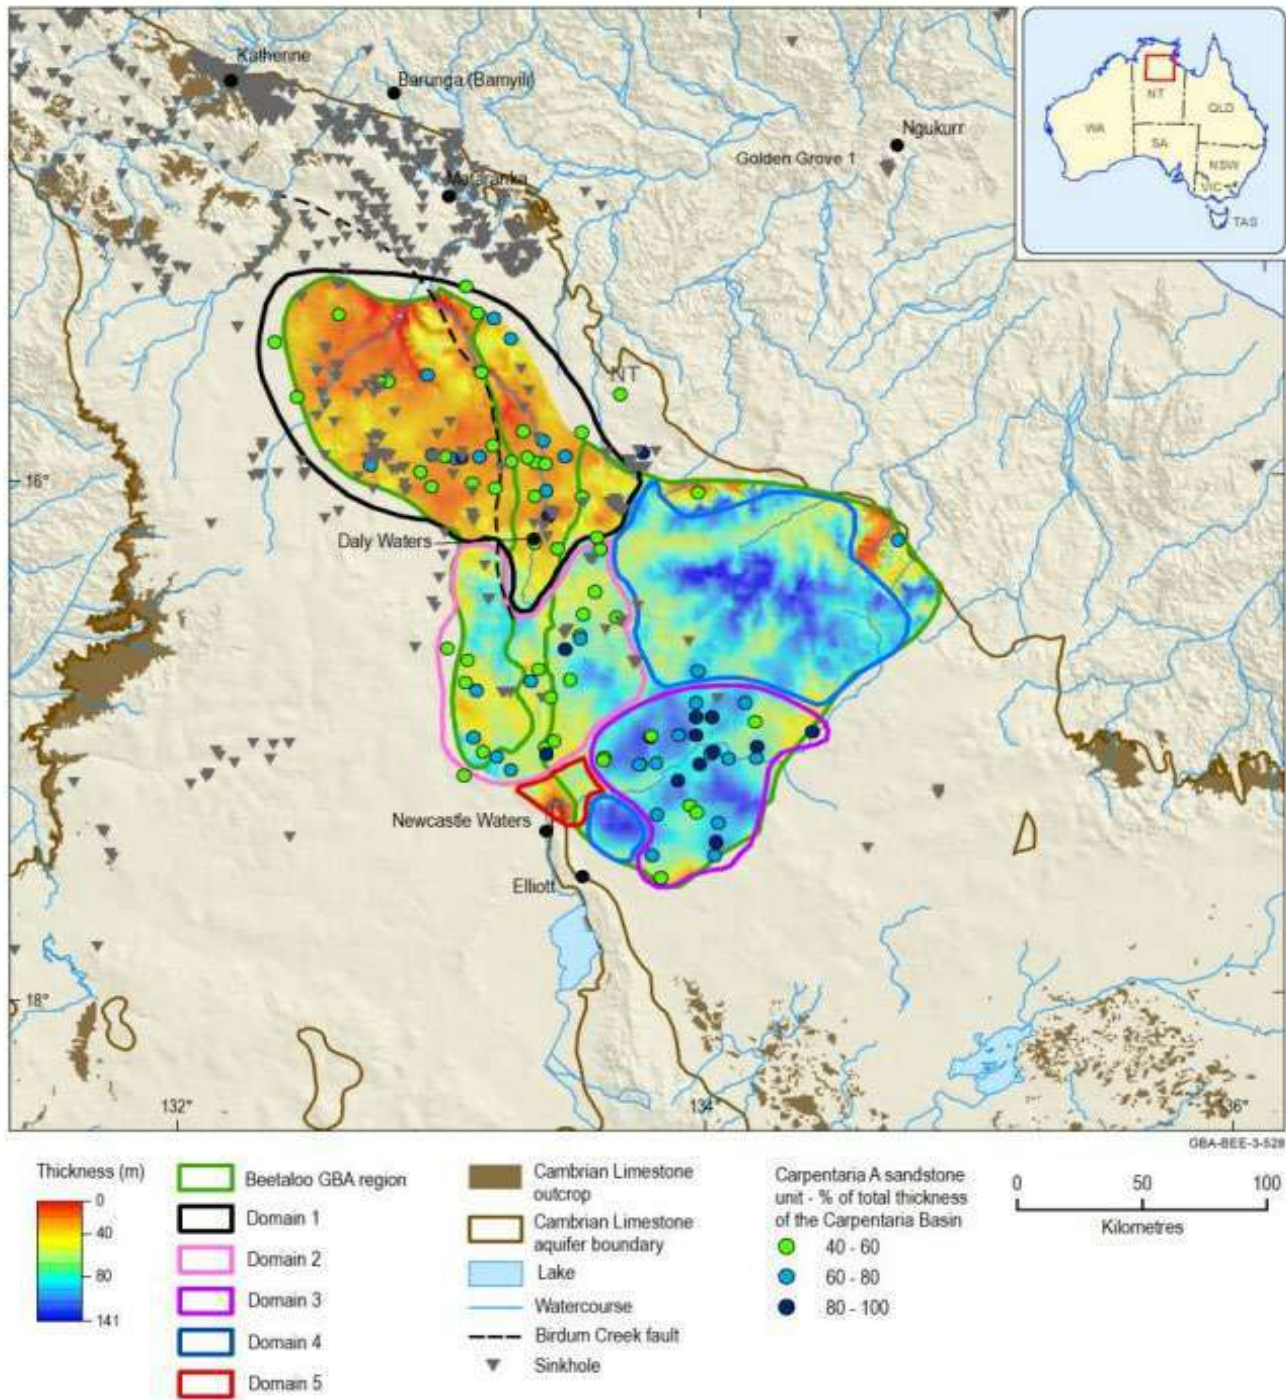 Katherine
Barunga (Bamyili)
Ngukurr
Golden Grove 1
Mataranka
NT
WA
QLD
SA
NSW
VIC
TAS
NT
16°
Daly Waters
Newcastle Waters
Elliott
18°
132°
134°
136°
GBA-BEE-3-528
Thickness (m)
0
40
80
141
Beetaloo GBA region
Domain 1
Domain 2
Domain 3
Domain 4
Domain 5
Cambrian Limestone
outcrop
Cambrian Limestone
aquifer boundary
Lake
Watercourse
Birdum Creek fault
Sinkhole
Carpentaria A sandstone
unit - % of total thickness
of the Carpentaria Basin
40 - 60
60 - 80
80 - 100
0 50 100
Kilometres